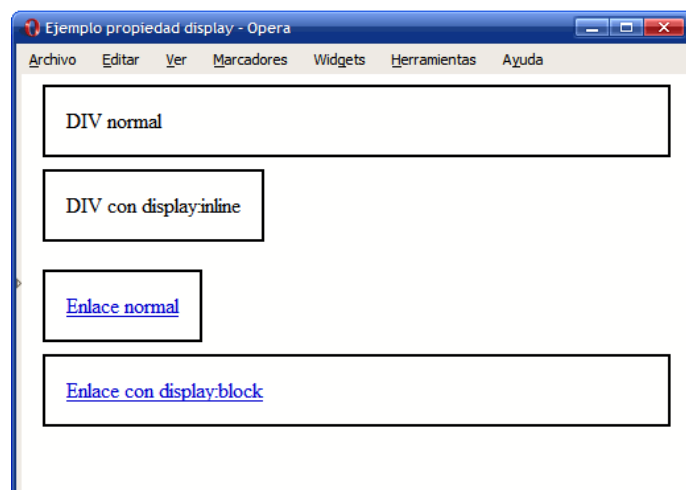 Ejemplo propiedad display - Opera
Archivo Editar Ver Marcadores Widgets Herramientas Ayuda
DIV normal
DIV con display:inline
Enlace normal
Enlace con display:block